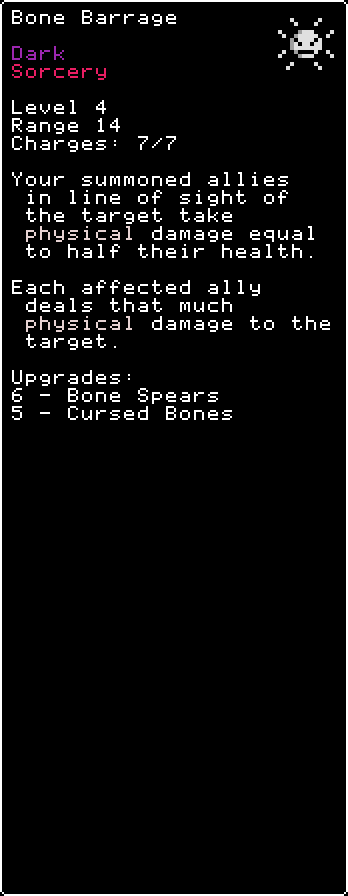 Bone Barrage
Dark
Sorcery
Level 4
Range 14
Charges: 7/7
Your summoned allies
in line of sight of
the target take
physical damage equal
to half their health.
Each affected ally
deals that much
physical damage to the
target.
Upgrades:
6 - Bone Spears
5 - Cursed Bones